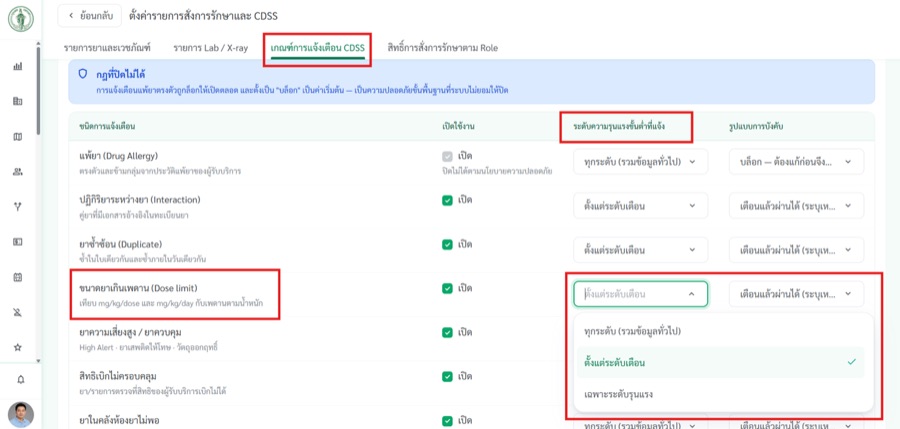 ย้อนกลับ ตั้งค่ารายการสั่งการรักษาและ CDSS
รายการยาและเวชภัณฑ์ รายการ Lab / X-ray เกณฑ์การแจ้งเตือน CDSS สิทธิ์การสั่งการรักษาตาม Role
กฎที่ปิดไม่ได้
การแจ้งเตือนแพ้ยาตรงตัวถูกล็อกให้เปิดตลอด และตั้งเป็น "บล็อก" เป็นค่าเริ่มต้น — เป็นความปลอดภัยขั้นพื้นฐานที่ระบบไม่ยอมให้ปิด
ชนิดการแจ้งเตือน เปิดใช้งาน ระดับความรุนแรงขั้นต่ำที่แจ้ง รูปแบบการบังคับ
แพ้ยา (Drug Allergy) เปิด ทุกระดับ (รวมข้อมูลทั่วไป) บล็อก — ต้องแก้ก่อนจึง...
ตรงตัวและข้ามกลุ่มจากประวัติแพ้ยาของผู้รับบริการ ปิดไม่ได้ตามนโยบายความปลอดภัย
ปฏิกิริยาระหว่างยา (Interaction) เปิด ตั้งแต่ระดับเตือน เตือนแล้วผ่านได้ (ระบุเห...
คู่ยาที่มีเอกสารอ้างอิงในทะเบียนยา
ยาซ้ำซ้อน (Duplicate) เปิด ตั้งแต่ระดับเตือน เตือนแล้วผ่านได้ (ระบุเห...
ซ้ำในใบเดียวกันและซ้ำภายในวันเดียวกัน
ขนาดยาเกินเพดาน (Dose limit) เปิด ตั้งแต่ระดับเตือน เตือนแล้วผ่านได้ (ระบุเห...
เทียบ mg/kg/dose และ mg/kg/day กับเพดานตามน้ำหนัก
ทุกระดับ (รวมข้อมูลทั่วไป)
ยาความเสี่ยงสูง / ยาควบคุม เปิด
High Alert · ยาเสพติดให้โทษ · วัตถุออกฤทธิ์
ตั้งแต่ระดับเตือน
สิทธิเบิกไม่ครอบคลุม เปิด
ยา/รายการตรวจที่สิทธิของผู้รับบริการเบิกไม่ได้
เฉพาะระดับรุนแรง
ยาในคลังห้องยาไม่พอ เปิด ทุกระดับ (รวมข้อมูลทั่วไป) เตือนแล้วผ่านได้ (ระบุเห...